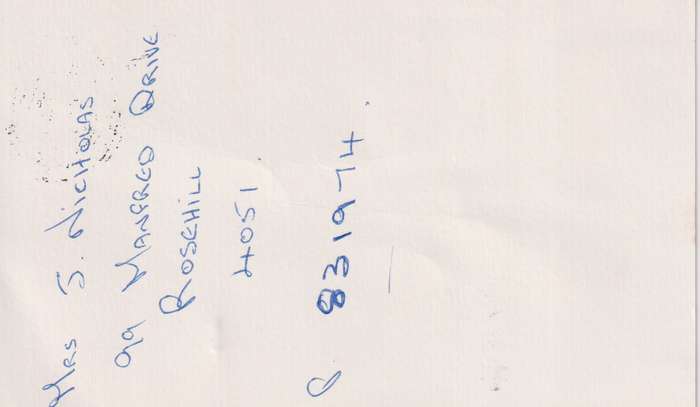 Mrs S. Nicholas
99 Manfred Drive
Rosehill
4051
831974